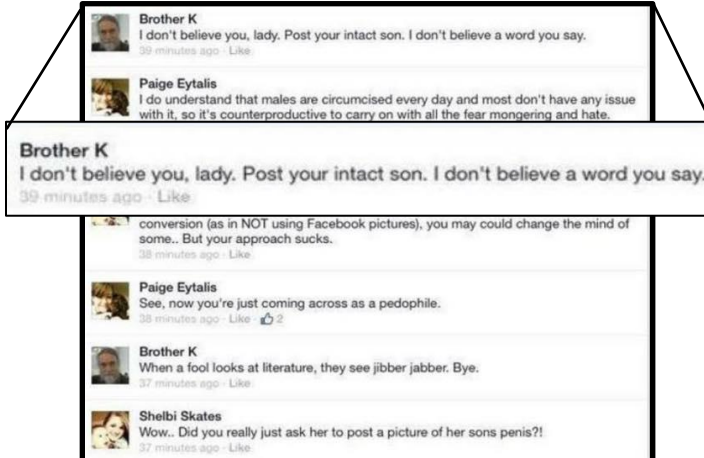 Brother K
I don't believe you, lady. Post your intact son. I don't believe a word you say.
39 minutes ago · Like
Paige Eytalis
I do understand that males are circumcised every day and most don't have any issue
with it, so it's counterproductive to carry on with all the fear mongering and hate.
Brother K
I don't believe you, lady. Post your intact son. I don't believe a word you say.
39 minutes ago · Like
conversion (as in NOT using Facebook pictures), you may could change the mind of
some.. But your approach sucks.
38 minutes ago · Like
Paige Eytalis
See, now you're just coming across as a pedophile.
38 minutes ago · Like · 2
Brother K
When a fool looks at literature, they see jibber jabber. Bye.
37 minutes ago · Like
Shelbi Skates
Wow.. Did you really just ask her to post a picture of her sons penis?!
37 minutes ago · Like